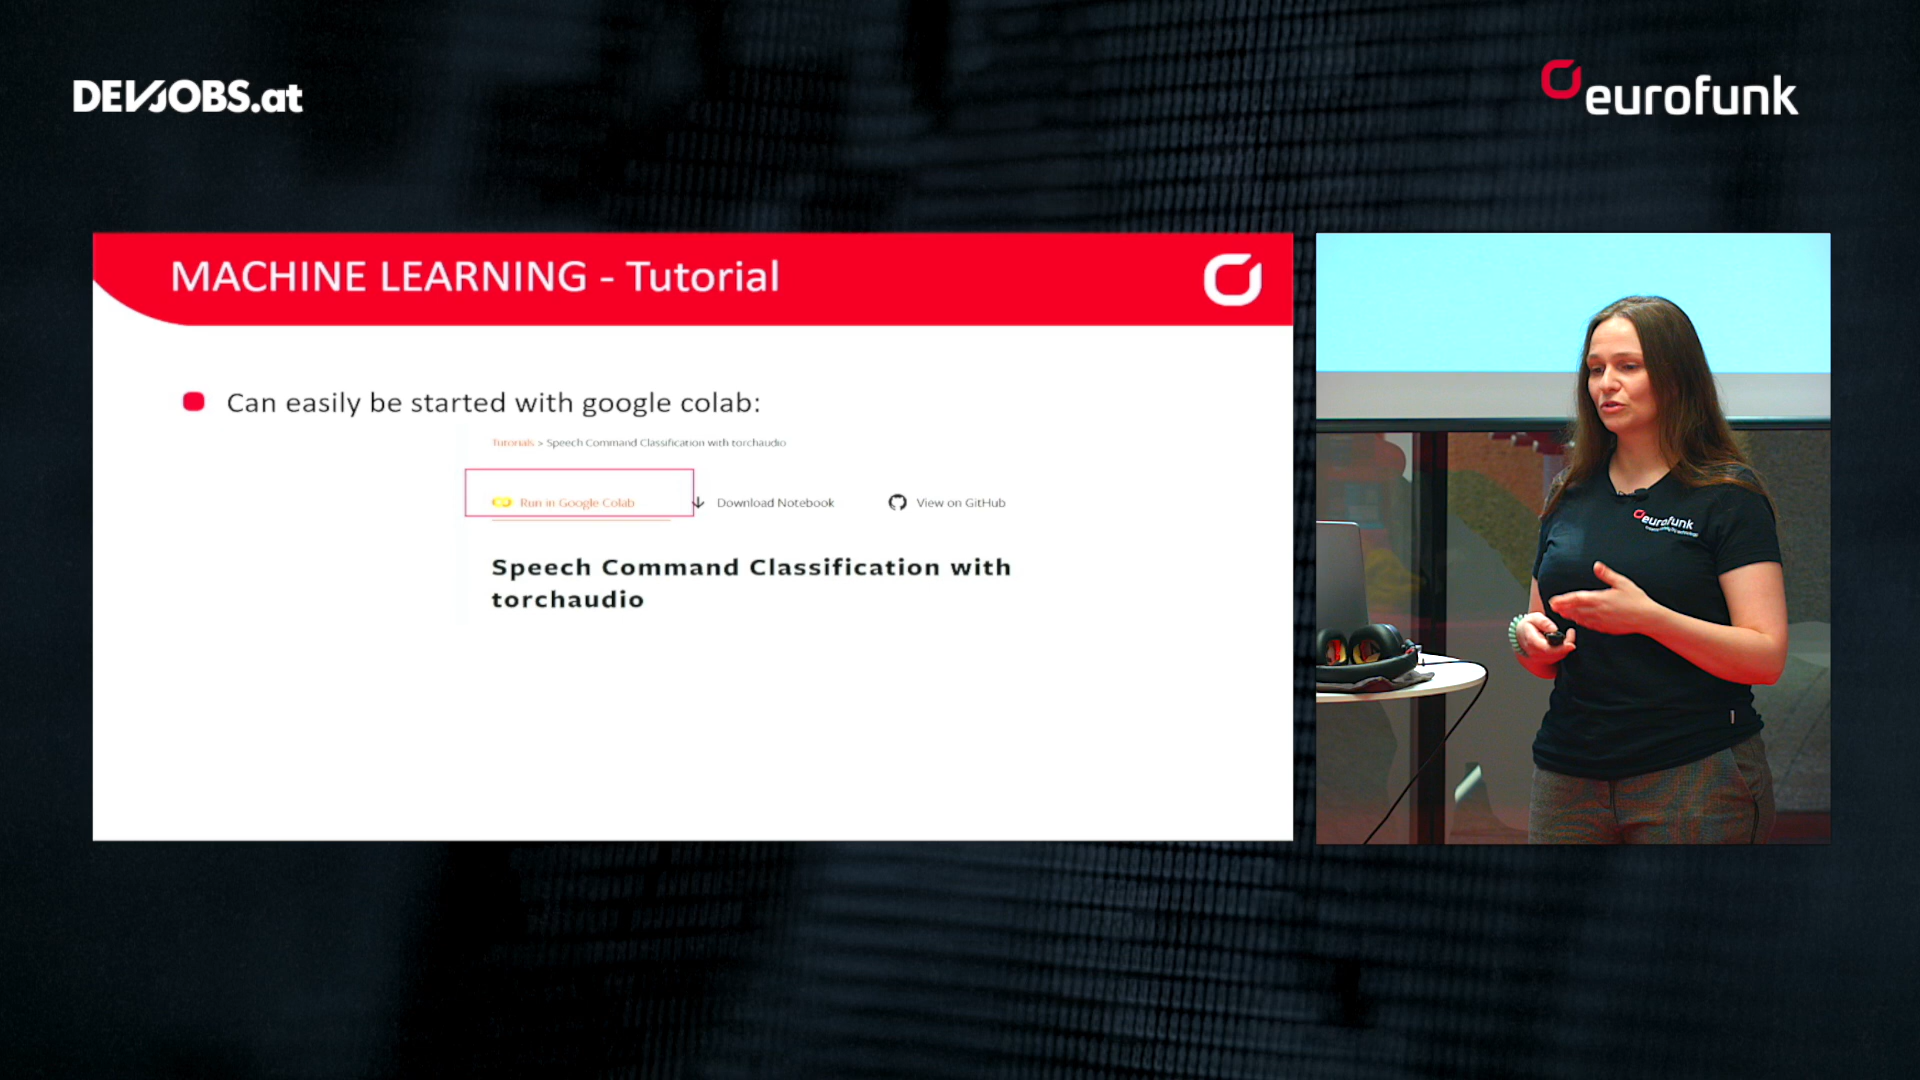 DEVJOBS.at
eurofunk
MACHINE LEARNING - Tutorial
Can easily be started with google colab:
Tutorials > Speech Command Classification with torchaudio
Run in Google Colab
Download Notebook
View on GitHub
Speech Command Classification with
torchaudio
eurofunk